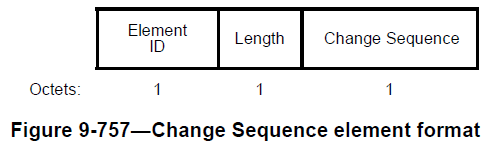 Element
ID
Length
Change Sequence
Octets: 1 1 1
Figure 9-757—Change Sequence element format